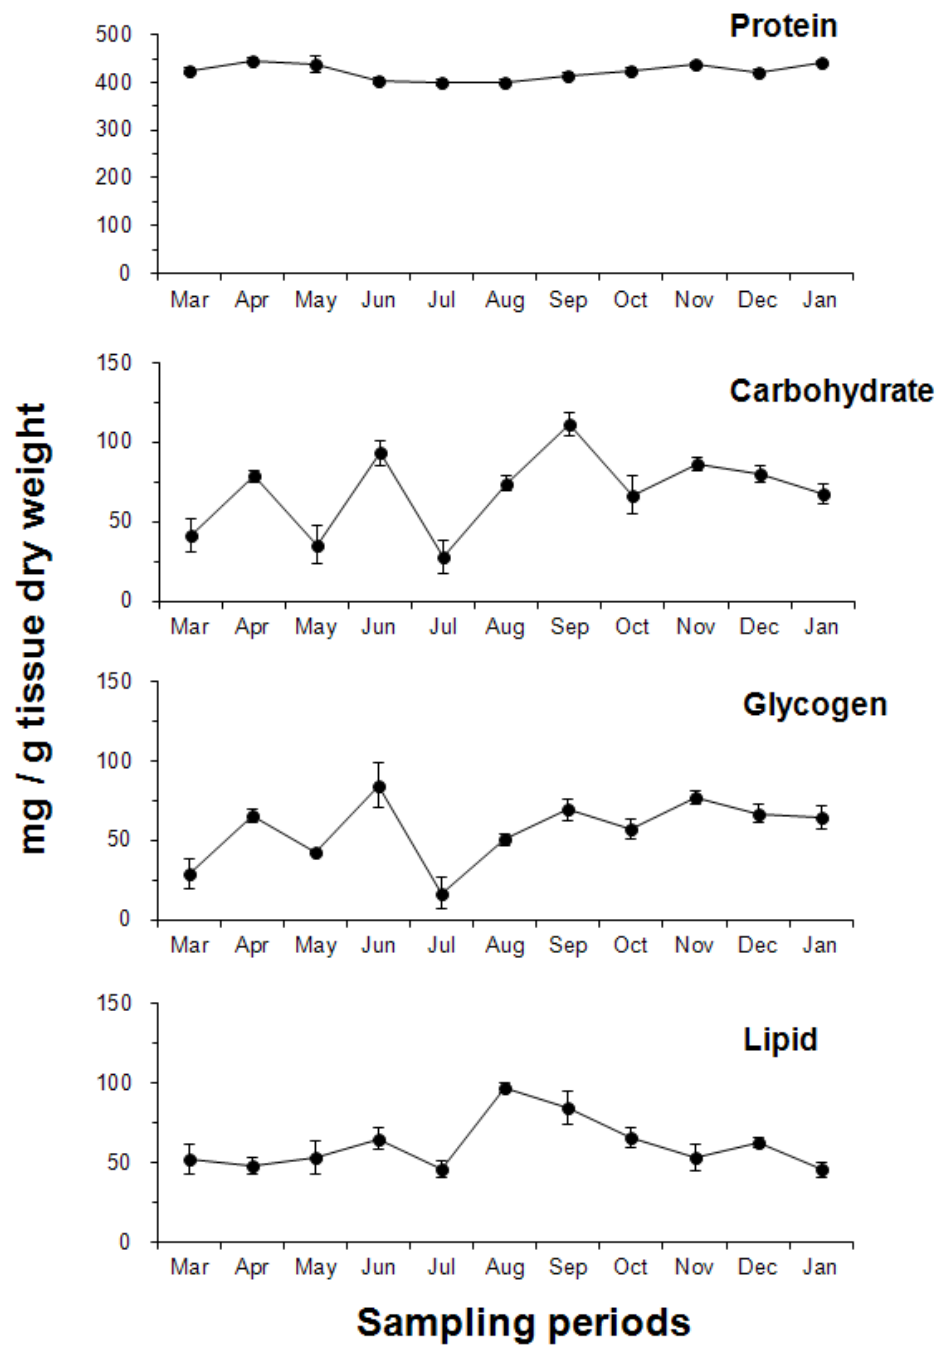 Protein
500
400
300
200
100
0
Mar Apr May Jun Jul Aug Sep Oct Nov Dec Jan
Carbohydrate
150
100
50
0
Mar Apr May Jun Jul Aug Sep Oct Nov Dec Jan
mg / g tissue dry weight
Glycogen
150
100
50
0
Mar Apr May Jun Jul Aug Sep Oct Nov Dec Jan
Lipid
150
100
50
0
Mar Apr May Jun Jul Aug Sep Oct Nov Dec Jan
Sampling periods